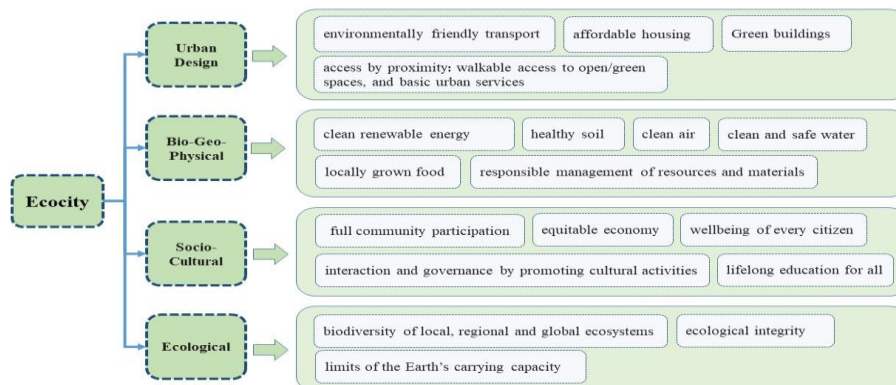 Ecocity
Urban
Design
environmentally friendly transport
affordable housing
Green buildings
access by proximity: walkable access to open/green
spaces, and basic urban services
Bio-Geo-
Physical
clean renewable energy
healthy soil
clean air
clean and safe water
locally grown food
responsible management of resources and materials
Socio-
Cultural
full community participation
equitable economy
wellbeing of every citizen
interaction and governance by promoting cultural activities
lifelong education for all
Ecological
biodiversity of local, regional and global ecosystems
ecological integrity
limits of the Earth's carrying capacity